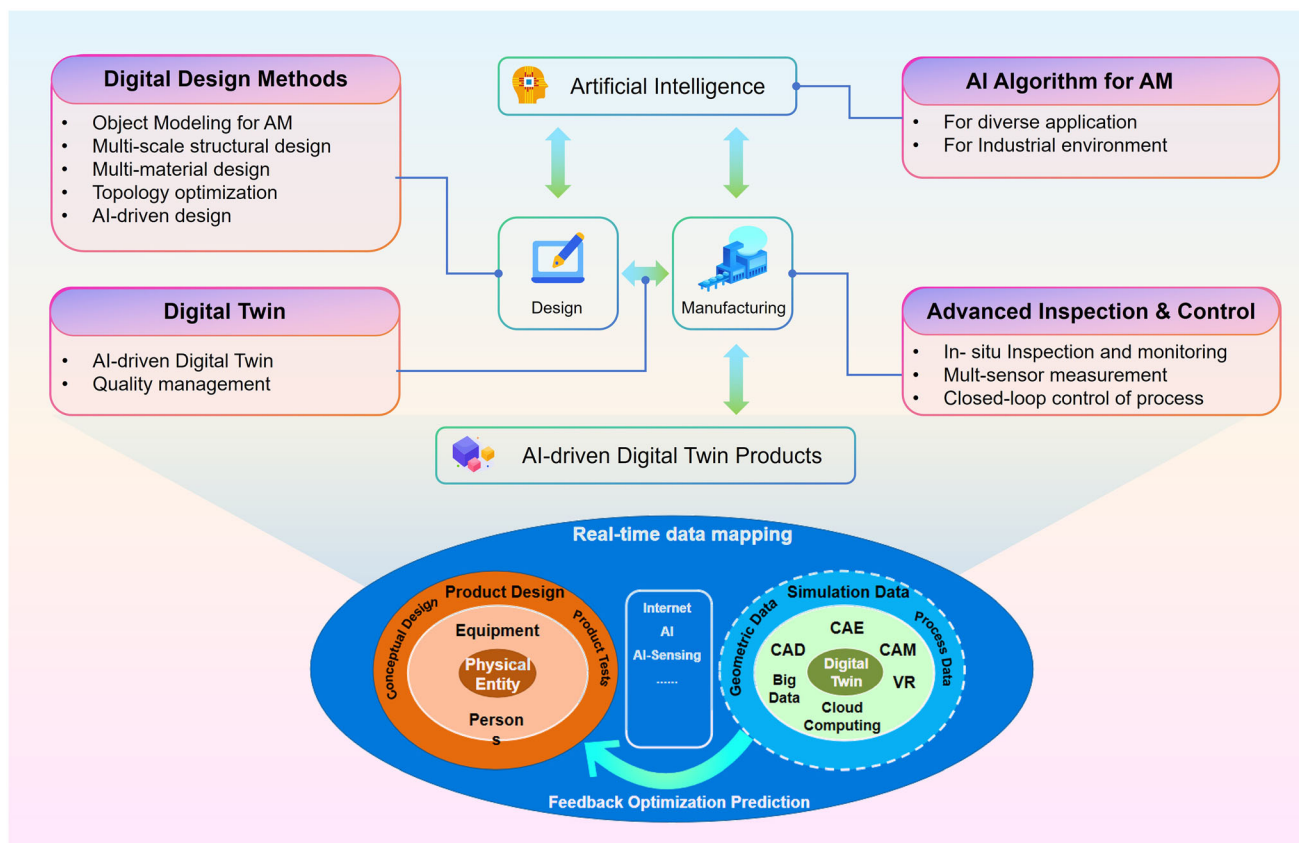 Digital Design Methods
• Object Modeling for AM
• Multi-scale structural design
• Multi-material design
• Topology optimization
• AI-driven design
Artificial Intelligence
AI Algorithm for AM
• For diverse application
• For Industrial environment
Design
Manufacturing
Digital Twin
• AI-driven Digital Twin
• Quality management
Advanced Inspection & Control
• In- situ Inspection and monitoring
• Mult-sensor measurement
• Closed-loop control of process
AI-driven Digital Twin Products
Real-time data mapping
Product Design
Conceptual Design
Product Tests
Equipment
Physical
Entity
Person
s
Internet
AI
AI-Sensing
......
Simulation Data
Geometric Data
Process Data
CAE
CAD
CAM
Digital
Twin
Big
Data
VR
Cloud
Computing
Feedback Optimization Prediction